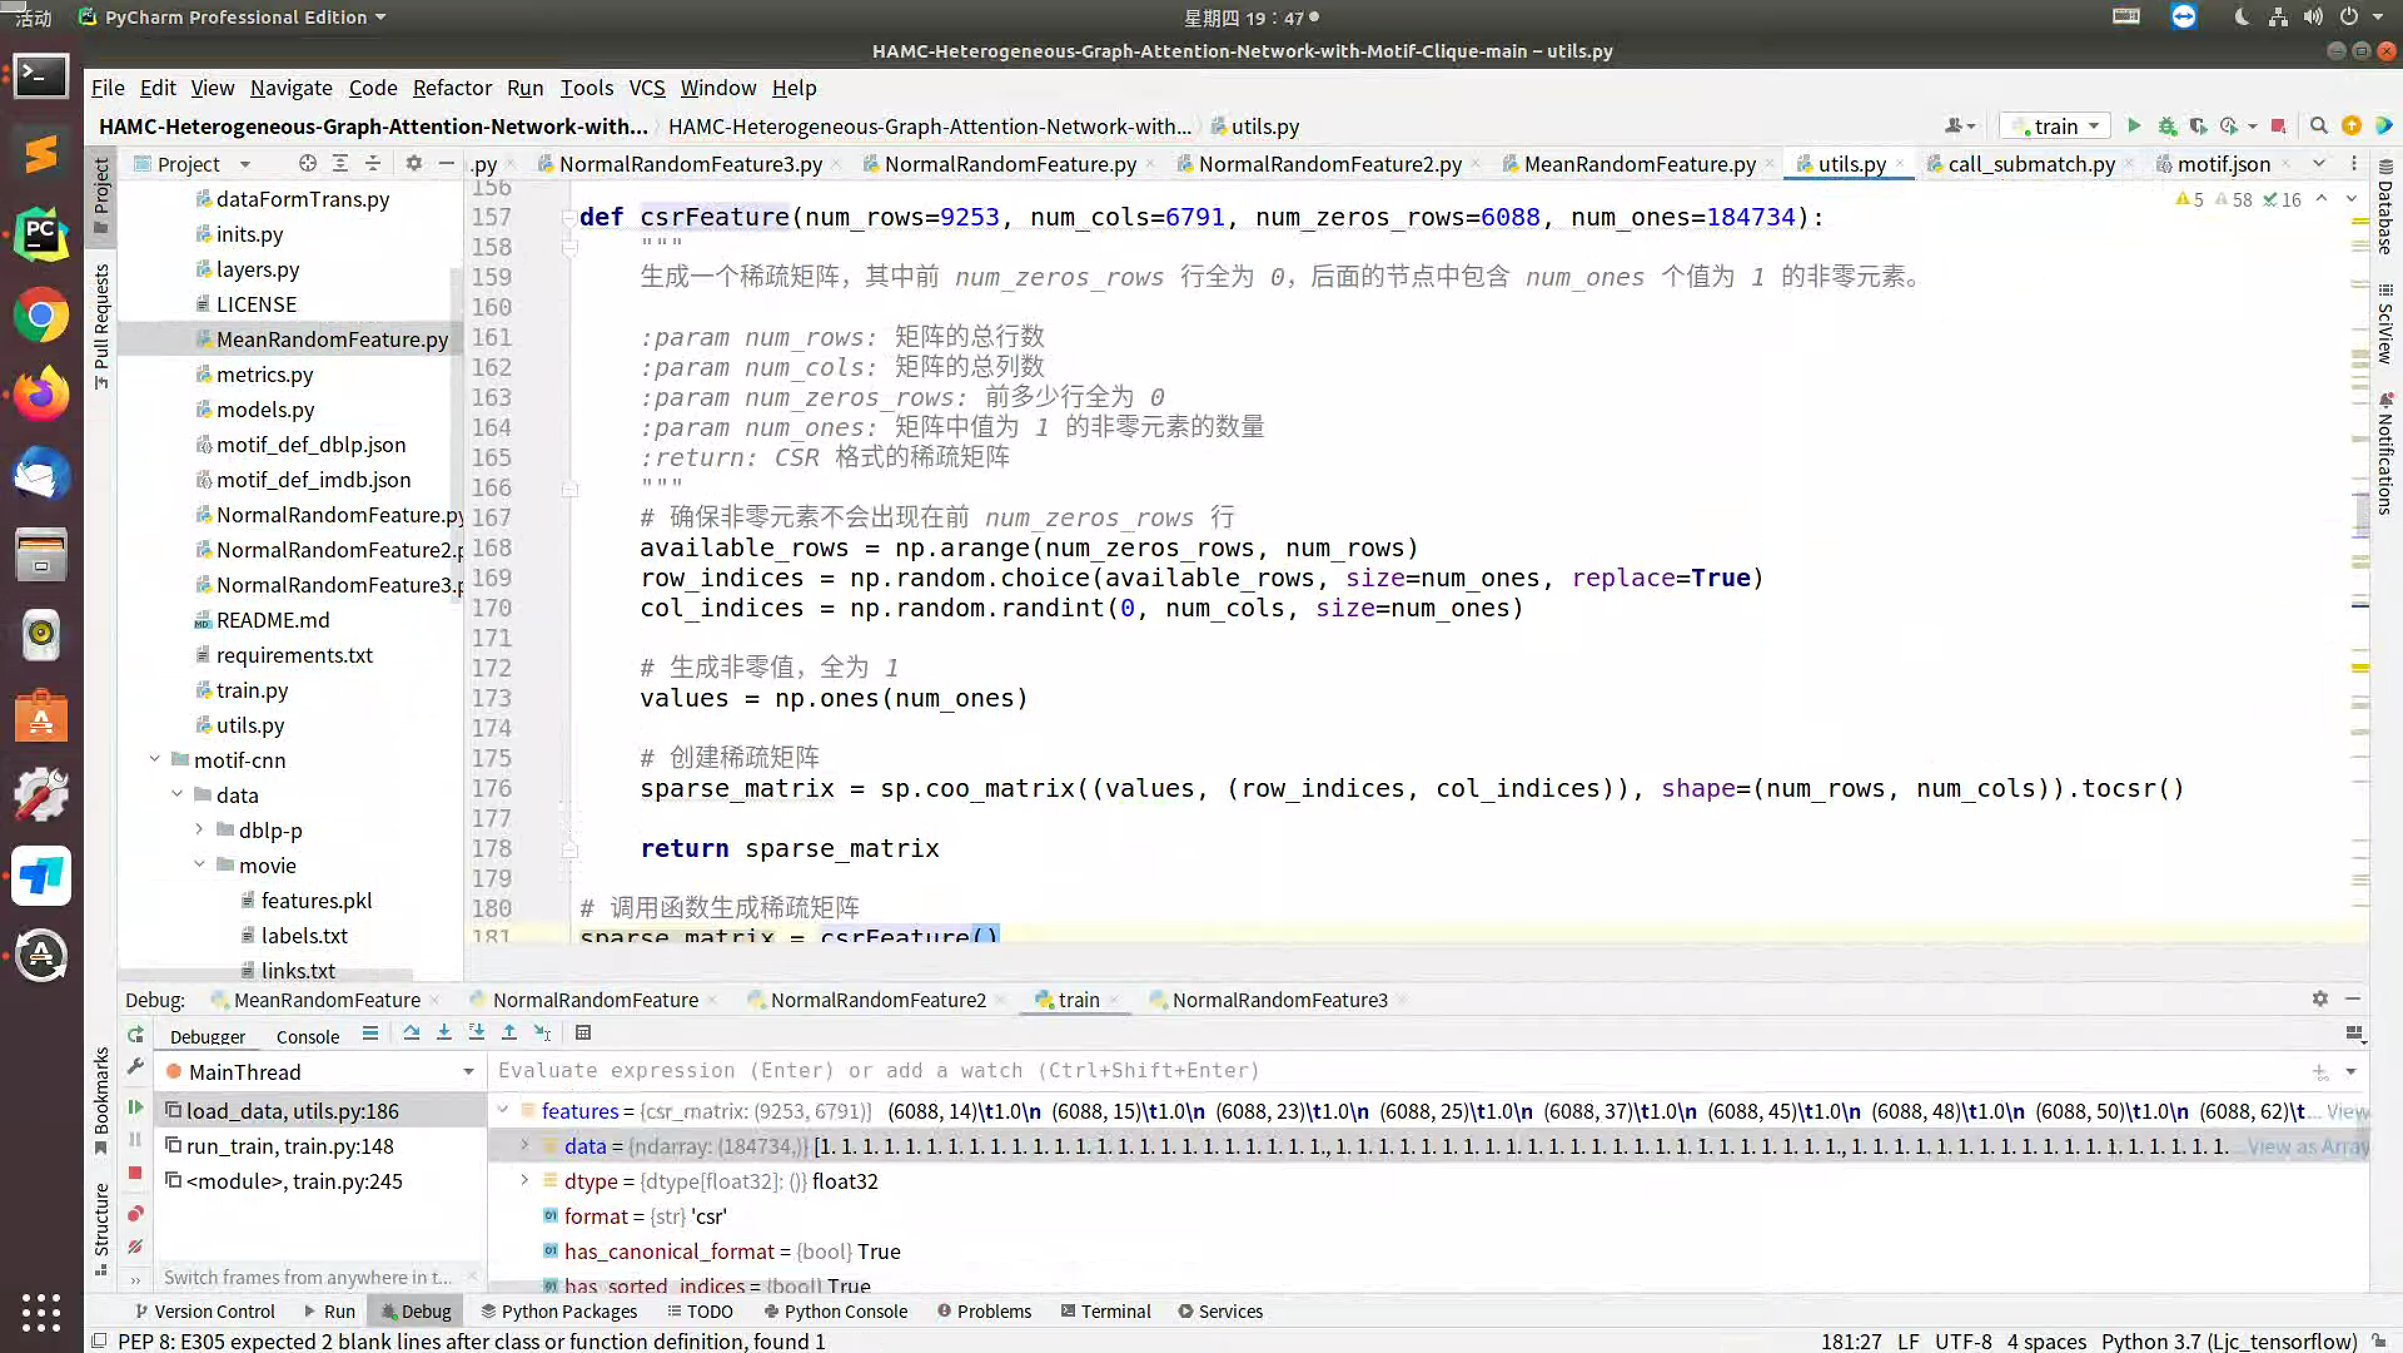 活动 PyCharm Professional Edition 星期四 19：47
HAMC-Heterogeneous-Graph-Attention-Network-with-Motif-Clique-main – utils.py
File Edit View Navigate Code Refactor Run Tools VCS Window Help
HAMC-Heterogeneous-Graph-Attention-Network-with... HAMC-Heterogeneous-Graph-Attention-Network-with... utils.py train
Project .py NormalRandomFeature3.py NormalRandomFeature.py NormalRandomFeature2.py MeanRandomFeature.py utils.py call_submatch.py motif.json
5 58 16
Project
Pull Requests
Bookmarks
Structure
Database
SciView
Notifications
dataFormTrans.py
inits.py
layers.py
LICENSE
MeanRandomFeature.py
metrics.py
models.py
motif_def_dblp.json
motif_def_imdb.json
NormalRandomFeature.py
NormalRandomFeature2.p
NormalRandomFeature3.p
README.md
requirements.txt
train.py
utils.py
motif-cnn
data
dblp-p
movie
features.pkl
labels.txt
links.txt
156
157 def csrFeature(num_rows=9253, num_cols=6791, num_zeros_rows=6088, num_ones=184734):
158 """
159 生成一个稀疏矩阵，其中前 num_zeros_rows 行全为 0，后面的节点中包含 num_ones 个值为 1 的非零元素。
160
161 :param num_rows: 矩阵的总行数
162 :param num_cols: 矩阵的总列数
163 :param num_zeros_rows: 前多少行全为 0
164 :param num_ones: 矩阵中值为 1 的非零元素的数量
165 :return: CSR 格式的稀疏矩阵
166 """
167 # 确保非零元素不会出现在前 num_zeros_rows 行
168 available_rows = np.arange(num_zeros_rows, num_rows)
169 row_indices = np.random.choice(available_rows, size=num_ones, replace=True)
170 col_indices = np.random.randint(0, num_cols, size=num_ones)
171
172 # 生成非零值，全为 1
173 values = np.ones(num_ones)
174
175 # 创建稀疏矩阵
176 sparse_matrix = sp.coo_matrix((values, (row_indices, col_indices)), shape=(num_rows, num_cols)).tocsr()
177
178 return sparse_matrix
179
180 # 调用函数生成稀疏矩阵
181 sparse_matrix = csrFeature()
Debug: MeanRandomFeature NormalRandomFeature NormalRandomFeature2 train NormalRandomFeature3
Debugger Console
MainThread
load_data, utils.py:186
run_train, train.py:148
<module>, train.py:245
Switch frames from anywhere in t...
Evaluate expression (Enter) or add a watch (Ctrl+Shift+Enter)
features = {csr_matrix: (9253, 6791)} (6088, 14)\t1.0\n (6088, 15)\t1.0\n (6088, 23)\t1.0\n (6088, 25)\t1.0\n (6088, 37)\t1.0\n (6088, 45)\t1.0\n (6088, 48)\t1.0\n (6088, 50)\t1.0\n (6088, 62)\t... View
data = {ndarray: (184734,)} [1. 1. 1. 1. 1. 1. 1. 1. 1. 1. 1. 1. 1. 1. 1. 1. 1. 1. 1. 1. 1. 1. 1. 1., 1. 1. 1. 1. 1. 1. 1. 1. 1. 1. 1. 1. 1. 1. 1. 1. 1. 1. 1. 1. 1. 1. 1. 1., 1. 1. 1. 1. 1. 1. 1. 1. 1. 1. 1. 1. 1. 1. 1. 1. 1. 1. ...View as Array
dtype = {dtype[float32]: ()} float32
format = {str} 'csr'
has_canonical_format = {bool} True
has_sorted_indices = {bool} True
Version Control Run Debug Python Packages TODO Python Console Problems Terminal Services
PEP 8: E305 expected 2 blank lines after class or function definition, found 1 181:27 LF UTF-8 4 spaces Python 3.7 (Ljc_tensorflow)